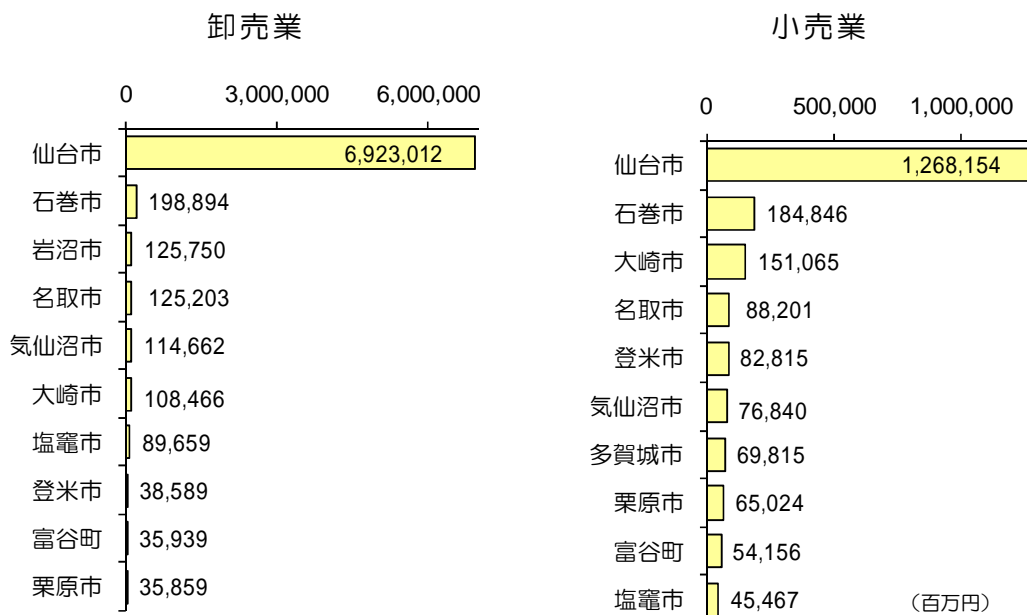 卸売業
0 3,000,000 6,000,000
仙台市 6,923,012
石巻市 198,894
岩沼市 125,750
名取市 125,203
気仙沼市 114,662
大崎市 108,466
塩竈市 89,659
登米市 38,589
富谷町 35,939
栗原市 35,859
小売業
0 500,000 1,000,000
仙台市 1,268,154
石巻市 184,846
大崎市 151,065
名取市 88,201
登米市 82,815
気仙沼市 76,840
多賀城市 69,815
栗原市 65,024
富谷町 54,156
塩竈市 45,467 （百万円）